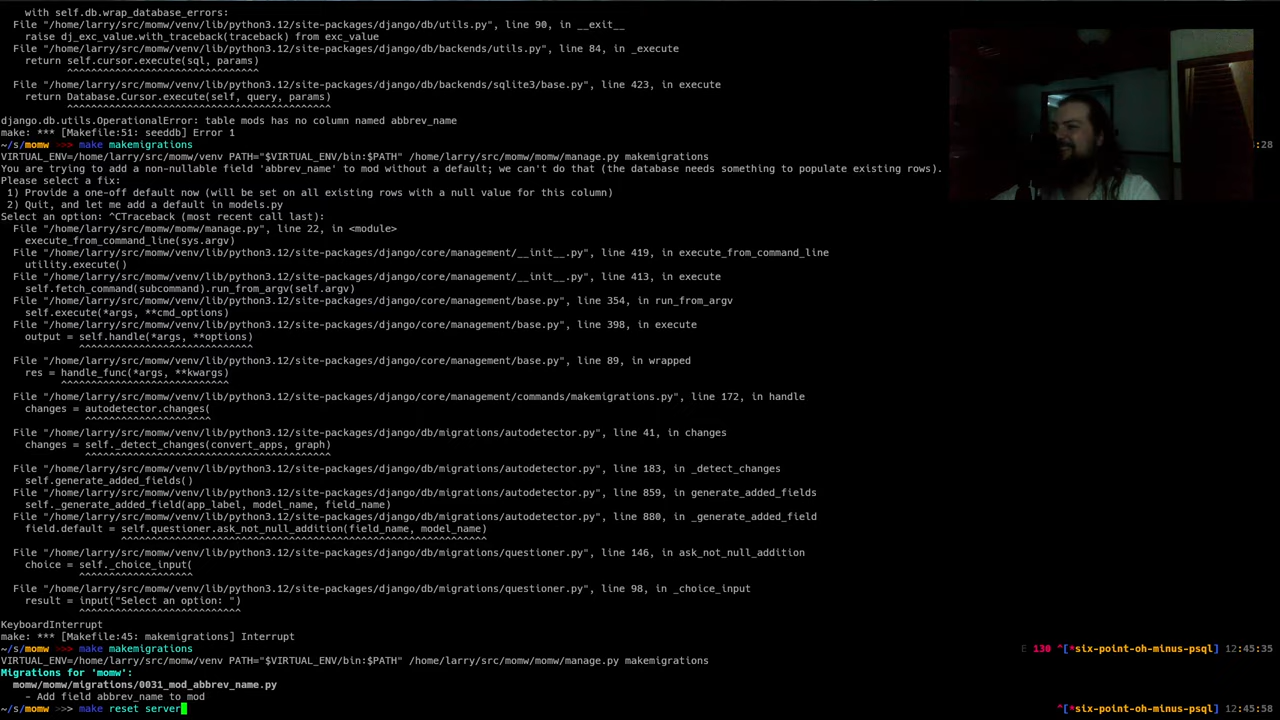 with self.db.wrap_database_errors:
File "/home/larry/src/momw/venv/lib/python3.12/site-packages/django/db/utils.py", line 90, in __exit__
raise dj_exc_value.with_traceback(traceback) from exc_value
File "/home/larry/src/momw/venv/lib/python3.12/site-packages/django/db/backends/utils.py", line 84, in _execute
return self.cursor.execute(sql, params)
^^^^^^^^^^^^^^^^^^^^^^^^^^^^^^^^
File "/home/larry/src/momw/venv/lib/python3.12/site-packages/django/db/backends/sqlite3/base.py", line 423, in execute
return Database.Cursor.execute(self, query, params)
^^^^^^^^^^^^^^^^^^^^^^^^^^^^^^^^^^^^^^^^^^^^
django.db.utils.OperationalError: table mods has no column named abbrev_name
make: *** [Makefile:51: seeddb] Error 1
~/s/momw >>> make makemigrations :28
VIRTUAL_ENV=/home/larry/src/momw/venv PATH="$VIRTUAL_ENV/bin:$PATH" /home/larry/src/momw/momw/manage.py makemigrations
You are trying to add a non-nullable field 'abbrev_name' to mod without a default; we can't do that (the database needs something to populate existing rows).
Please select a fix:
1) Provide a one-off default now (will be set on all existing rows with a null value for this column)
2) Quit, and let me add a default in models.py
Select an option: ^CTraceback (most recent call last):
File "/home/larry/src/momw/momw/manage.py", line 22, in <module>
execute_from_command_line(sys.argv)
File "/home/larry/src/momw/venv/lib/python3.12/site-packages/django/core/management/__init__.py", line 419, in execute_from_command_line
utility.execute()
File "/home/larry/src/momw/venv/lib/python3.12/site-packages/django/core/management/__init__.py", line 413, in execute
self.fetch_command(subcommand).run_from_argv(self.argv)
File "/home/larry/src/momw/venv/lib/python3.12/site-packages/django/core/management/base.py", line 354, in run_from_argv
self.execute(*args, **cmd_options)
File "/home/larry/src/momw/venv/lib/python3.12/site-packages/django/core/management/base.py", line 398, in execute
output = self.handle(*args, **options)
^^^^^^^^^^^^^^^^^^^^^^^^^^^^^
File "/home/larry/src/momw/venv/lib/python3.12/site-packages/django/core/management/base.py", line 89, in wrapped
res = handle_func(*args, **kwargs)
^^^^^^^^^^^^^^^^^^^^^^^^^^^^
File "/home/larry/src/momw/venv/lib/python3.12/site-packages/django/core/management/commands/makemigrations.py", line 172, in handle
changes = autodetector.changes(
^^^^^^^^^^^^^^^^^^^^^
File "/home/larry/src/momw/venv/lib/python3.12/site-packages/django/db/migrations/autodetector.py", line 41, in changes
changes = self._detect_changes(convert_apps, graph)
^^^^^^^^^^^^^^^^^^^^^^^^^^^^^^^^^^^^^^^^^
File "/home/larry/src/momw/venv/lib/python3.12/site-packages/django/db/migrations/autodetector.py", line 183, in _detect_changes
self.generate_added_fields()
File "/home/larry/src/momw/venv/lib/python3.12/site-packages/django/db/migrations/autodetector.py", line 859, in generate_added_fields
self._generate_added_field(app_label, model_name, field_name)
File "/home/larry/src/momw/venv/lib/python3.12/site-packages/django/db/migrations/autodetector.py", line 880, in _generate_added_field
field.default = self.questioner.ask_not_null_addition(field_name, model_name)
^^^^^^^^^^^^^^^^^^^^^^^^^^^^^^^^^^^^^^^^^^^^^^^^^^^^^^^^^^^^^
File "/home/larry/src/momw/venv/lib/python3.12/site-packages/django/db/migrations/questioner.py", line 146, in ask_not_null_addition
choice = self._choice_input(
^^^^^^^^^^^^^^^^^^^
File "/home/larry/src/momw/venv/lib/python3.12/site-packages/django/db/migrations/questioner.py", line 98, in _choice_input
result = input("Select an option: ")
^^^^^^^^^^^^^^^^^^^^^^^^^^^
KeyboardInterrupt
make: *** [Makefile:45: makemigrations] Interrupt
~/s/momw >>> make makemigrations E 130 ^[*six-point-oh-minus-psql] 12:45:35
VIRTUAL_ENV=/home/larry/src/momw/venv PATH="$VIRTUAL_ENV/bin:$PATH" /home/larry/src/momw/momw/manage.py makemigrations
Migrations for 'momw':
momw/momw/migrations/0031_mod_abbrev_name.py
- Add field abbrev_name to mod
~/s/momw >>> make reset server ^[*six-point-oh-minus-psql] 12:45:58